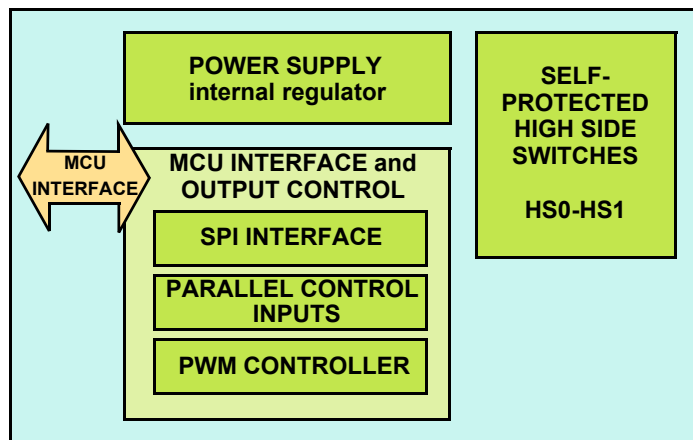 POWER SUPPLY
internal regulator
SELF-
PROTECTED
HIGH SIDE
SWITCHES
HS0-HS1
MCU
INTERFACE
MCU INTERFACE and
OUTPUT CONTROL
SPI INTERFACE
PARALLEL CONTROL
INPUTS
PWM CONTROLLER